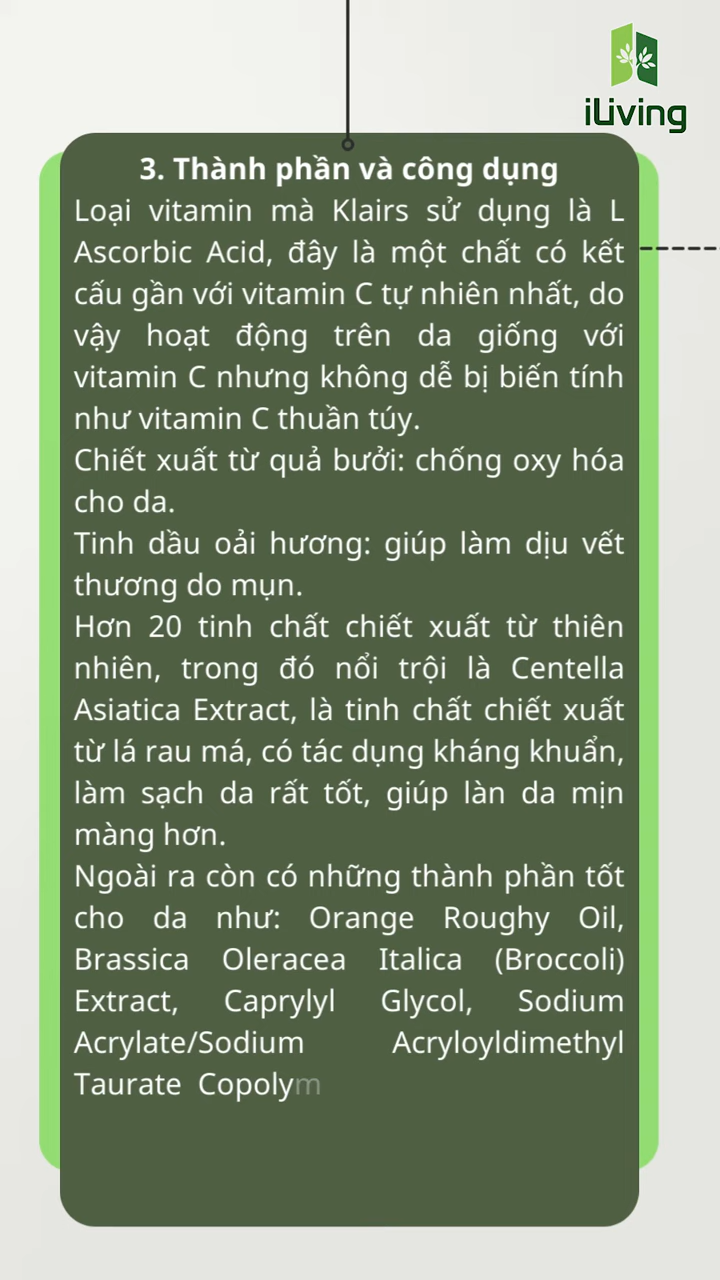 iLiving
3. Thành phần và công dụng
Loại vitamin mà Klairs sử dụng là L
Ascorbic Acid, đây là một chất có kết
cấu gần với vitamin C tự nhiên nhất, do
vậy hoạt động trên da giống với
vitamin C nhưng không dễ bị biến tính
như vitamin C thuần túy.
Chiết xuất từ quả bưởi: chống oxy hóa
cho da.
Tinh dầu oải hương: giúp làm dịu vết
thương do mụn.
Hơn 20 tinh chất chiết xuất từ thiên
nhiên, trong đó nổi trội là Centella
Asiatica Extract, là tinh chất chiết xuất
từ lá rau má, có tác dụng kháng khuẩn,
làm sạch da rất tốt, giúp làn da mịn
màng hơn.
Ngoài ra còn có những thành phần tốt
cho da như: Orange Roughy Oil,
Brassica Oleracea Italica (Broccoli)
Extract, Caprylyl Glycol, Sodium
Acrylate/Sodium Acryloyldimethyl
Taurate Copolym